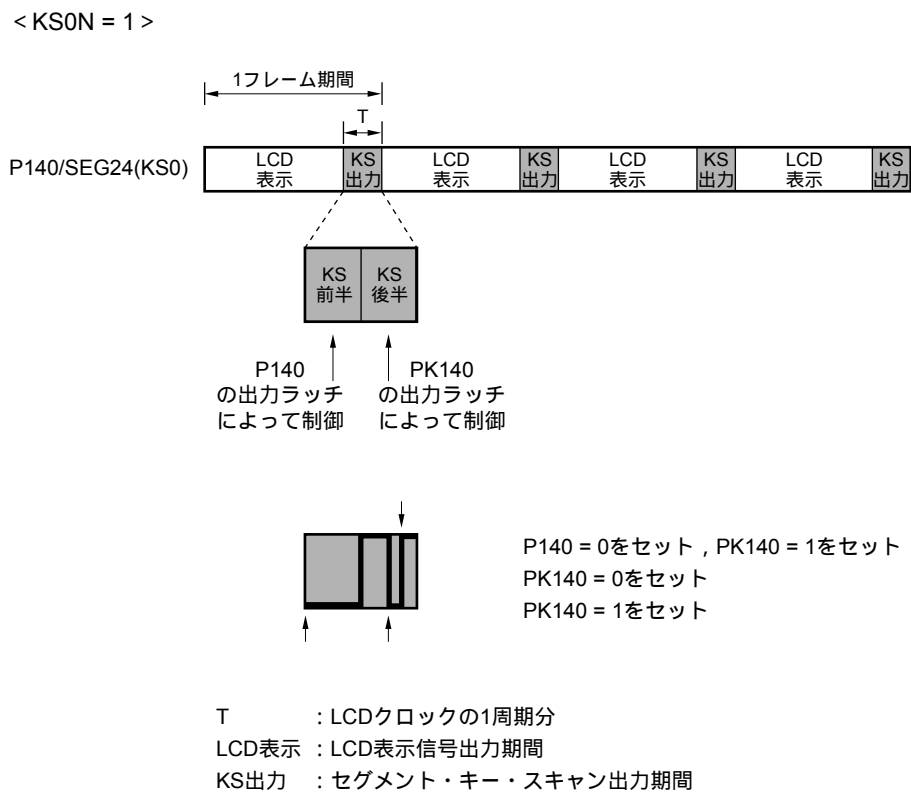 ＜KS0N = 1＞
1フレーム期間
T
P140/SEG24(KS0)
LCD
表示
KS
出力
LCD
表示
KS
出力
LCD
表示
KS
出力
LCD
表示
KS
出力
KS
前半
KS
後半
P140
の出力ラッチ
によって制御
PK140
の出力ラッチ
によって制御
P140 = 0をセット，PK140 = 1をセット
PK140 = 0をセット
PK140 = 1をセット
T ：LCDクロックの1周期分
LCD表示 ：LCD表示信号出力期間
KS出力 ：セグメント・キー・スキャン出力期間